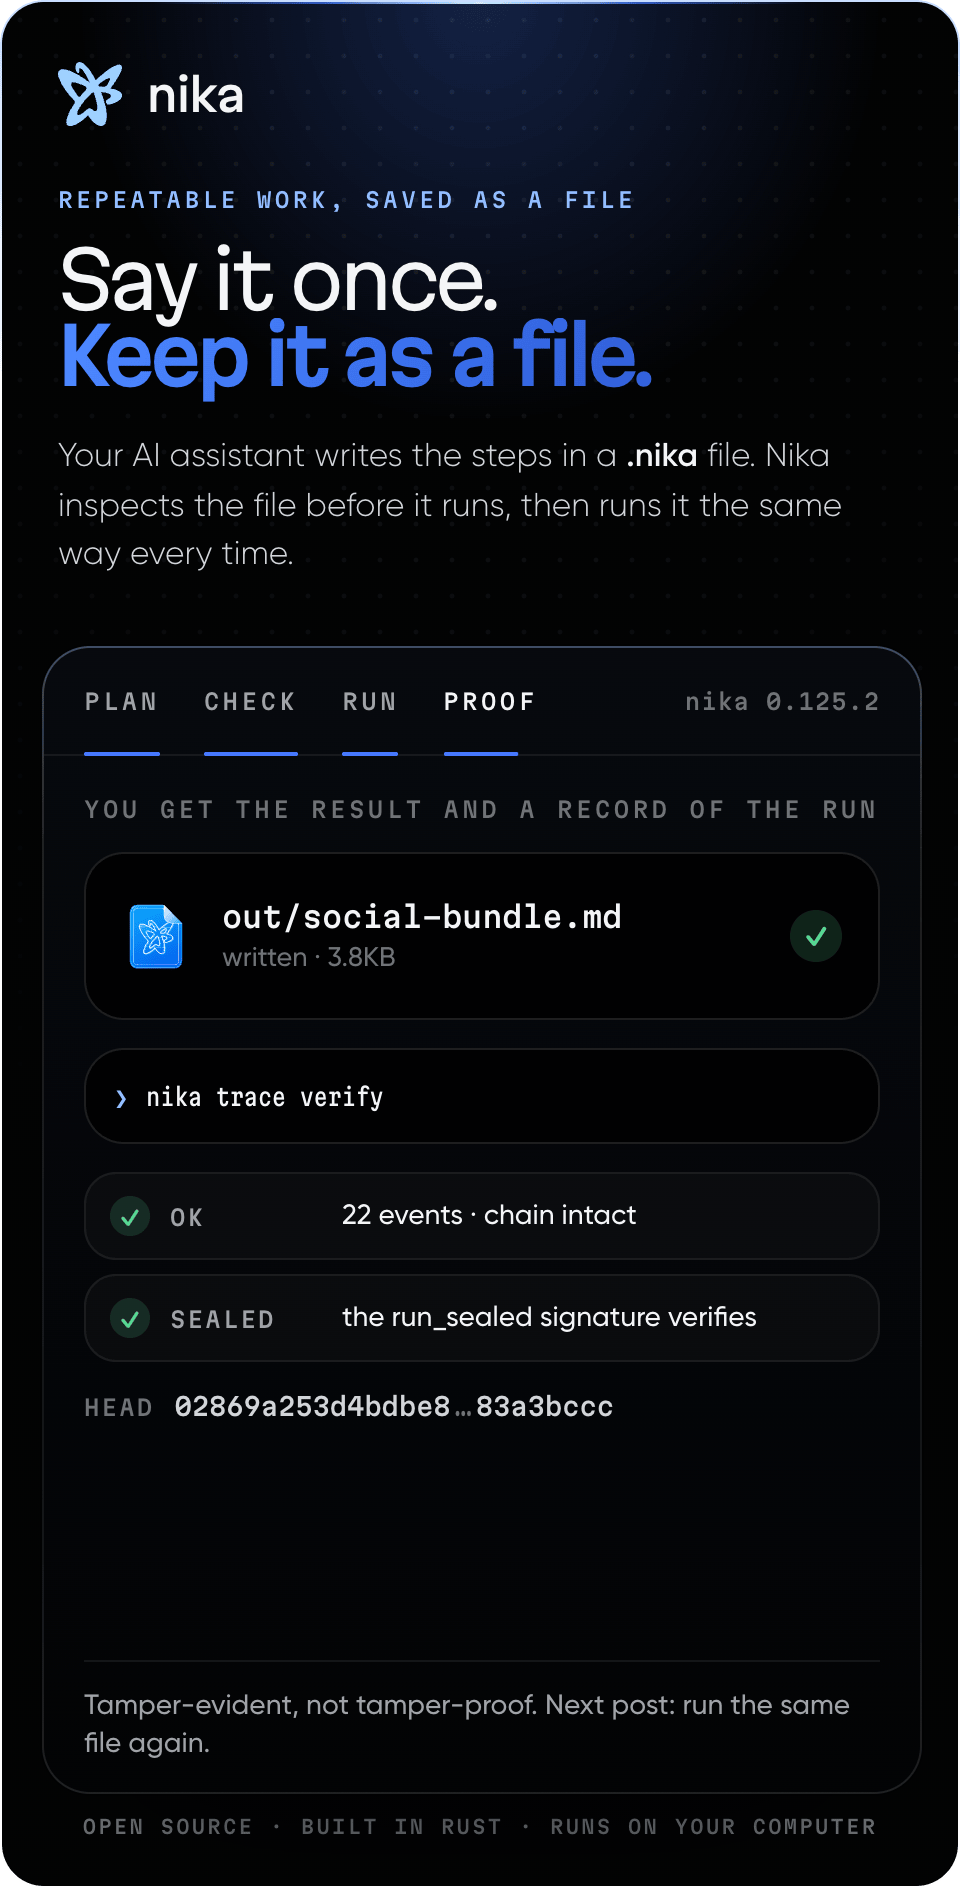 nika
REPEATABLE WORK, SAVED AS A FILE
Say it once.
Keep it as a file.
Your AI assistant writes the steps in a .nika file. Nika
inspects the file before it runs, then runs it the same
way every time.
PLAN CHECK RUN PROOF nika 0.125.2
YOU GET THE RESULT AND A RECORD OF THE RUN
out/social-bundle.md
written · 3.8KB
❯ nika trace verify
OK 22 events · chain intact
SEALED the run_sealed signature verifies
HEAD 02869a253d4bdbe8…83a3bccc
Tamper-evident, not tamper-proof. Next post: run the same
file again.
OPEN SOURCE · BUILT IN RUST · RUNS ON YOUR COMPUTER